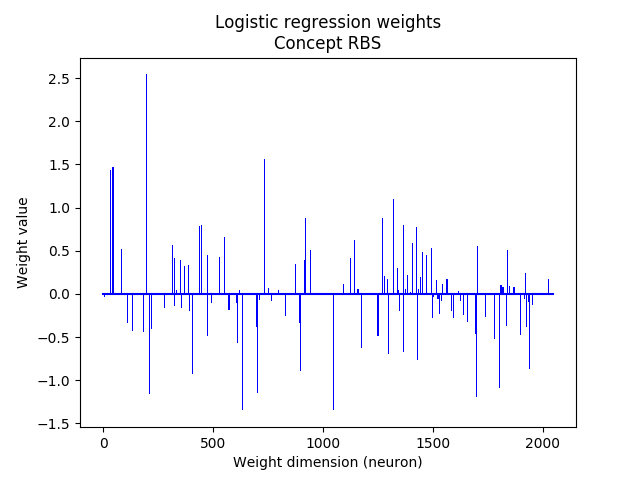 Logistic regression weights
Concept RBS
2.5
2.0
1.5
1.0
0.5
0.0
−0.5
−1.0
−1.5
Weight value
0 500 1000 1500 2000
Weight dimension (neuron)